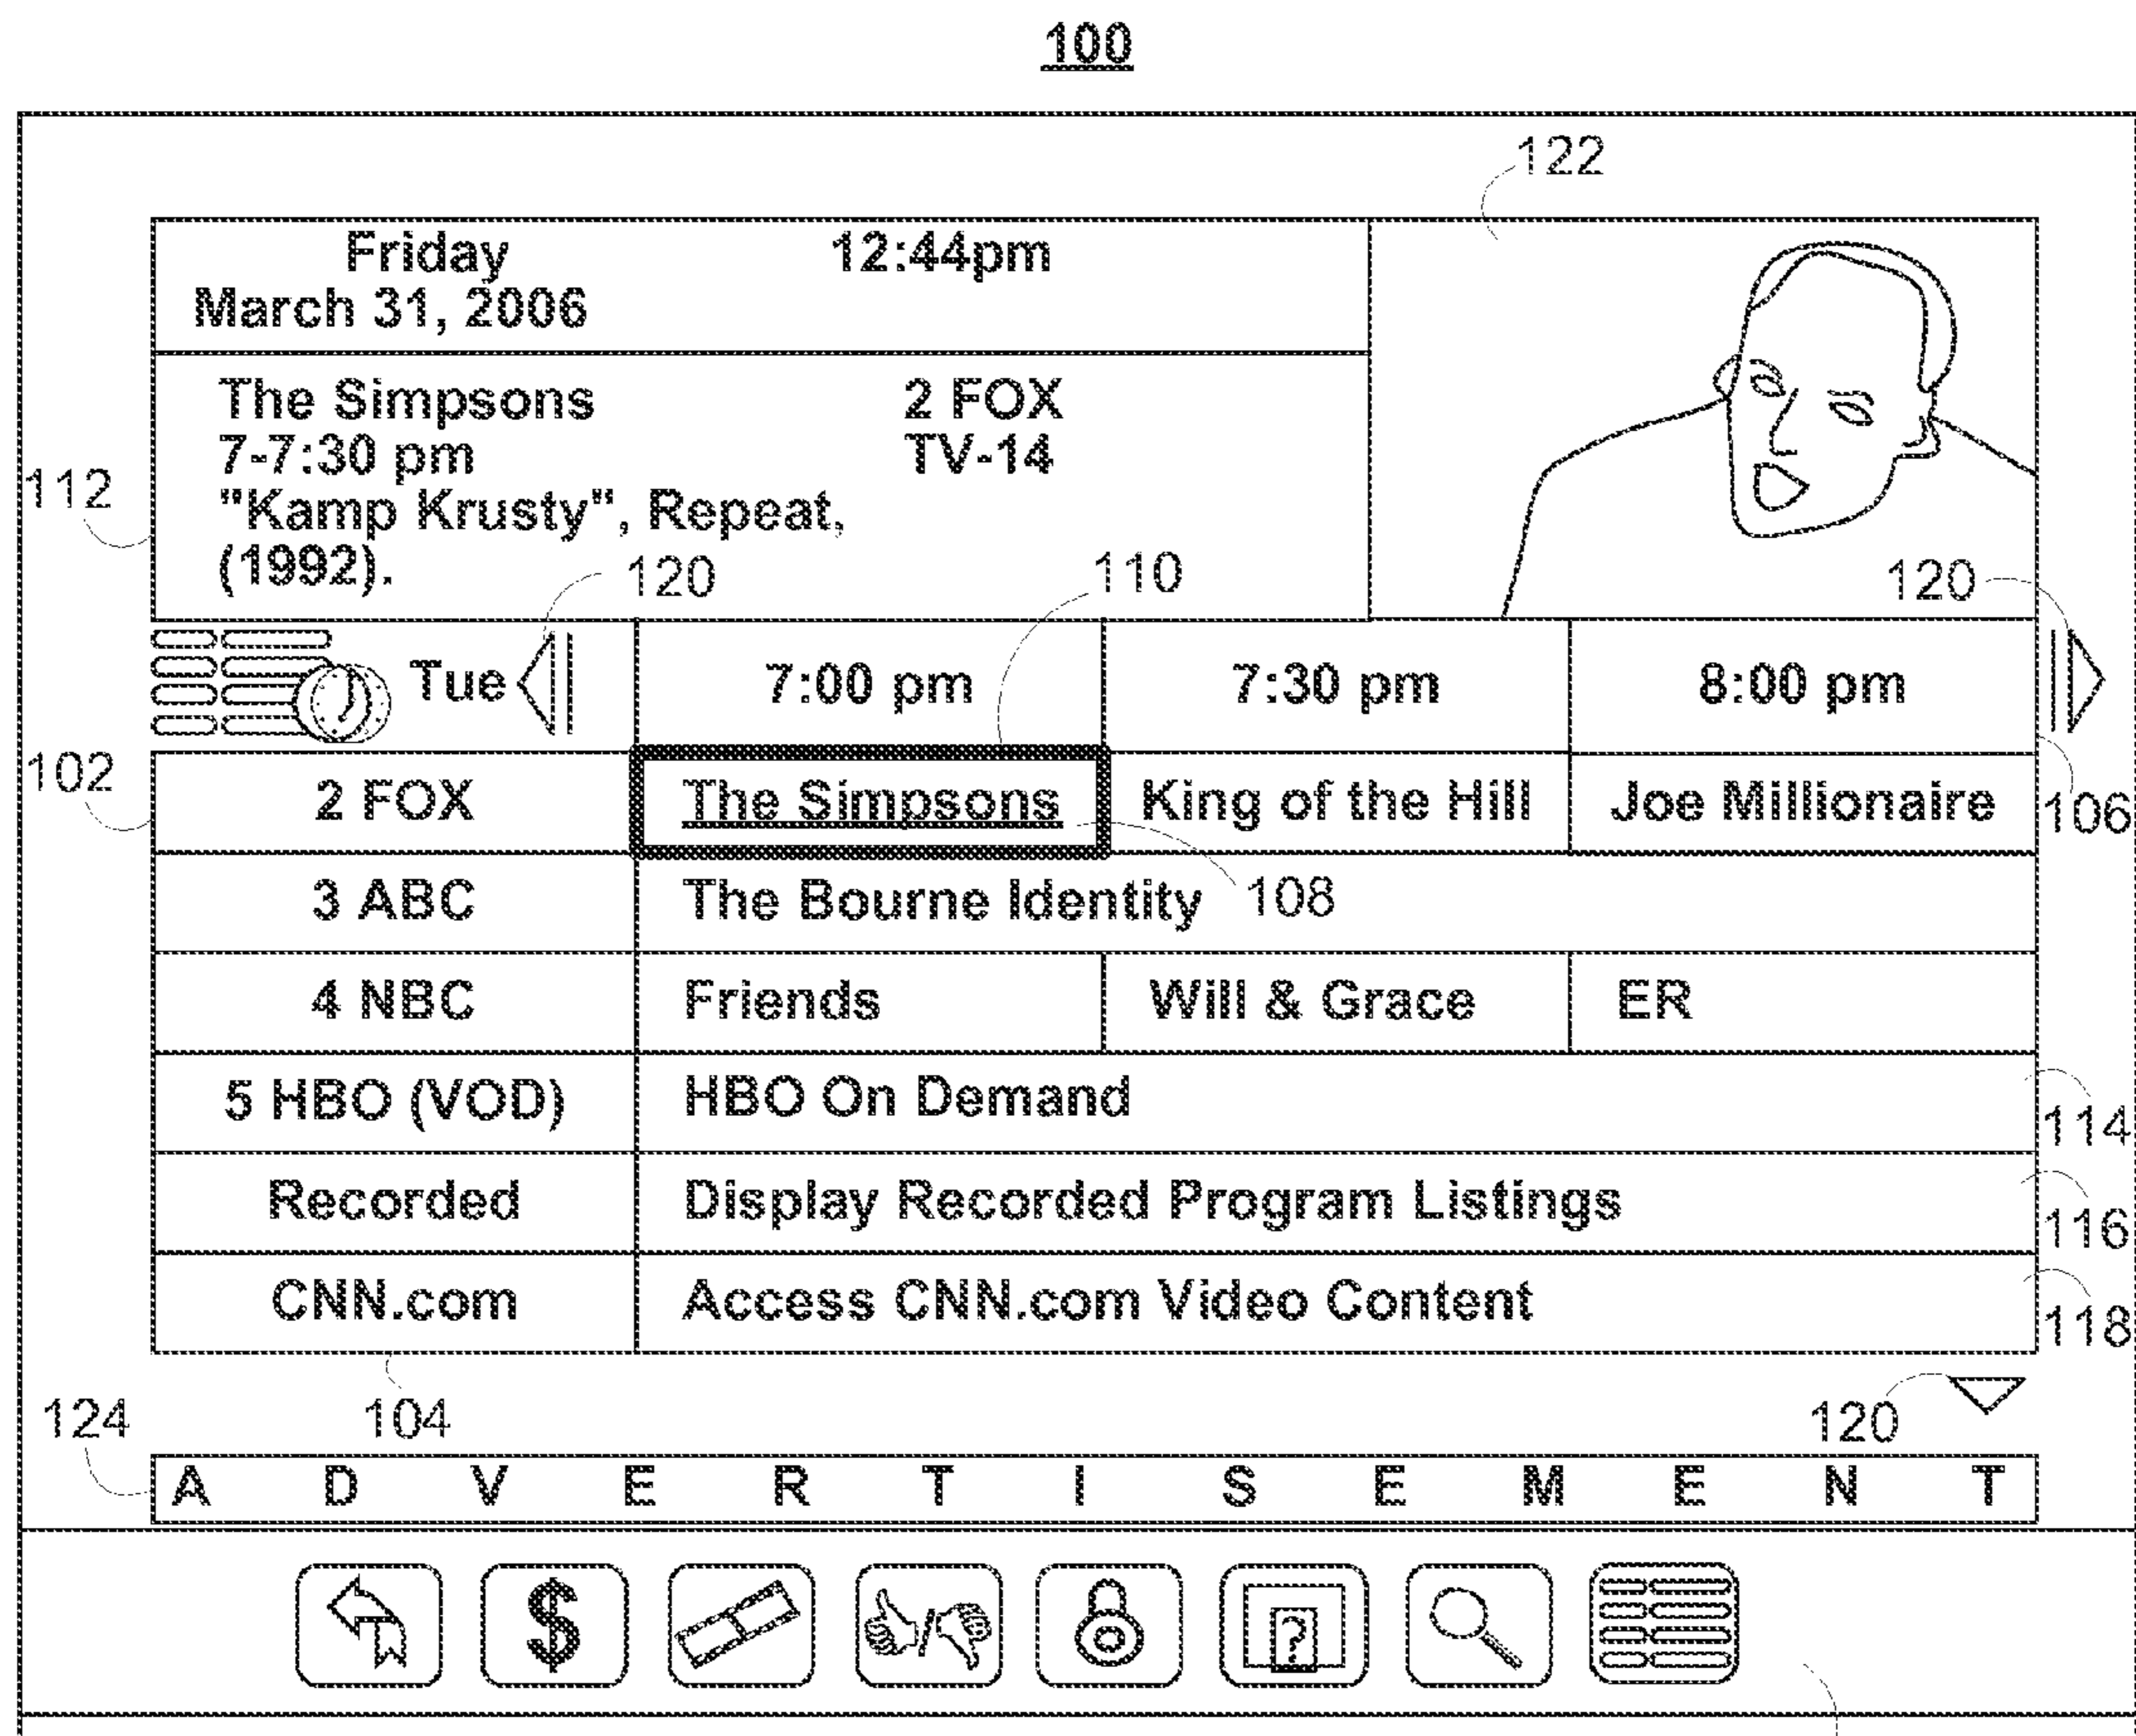 100
122
Friday 12:44pm
March 31, 2006
The Simpsons 2 FOX
7-7:30 pm TV-14
"Kamp Krusty", Repeat,
(1992).
112
120
110
120
Tue 7:00 pm 7:30 pm 8:00 pm
102
2 FOX The Simpsons King of the Hill Joe Millionaire
106
3 ABC The Bourne Identity
108
4 NBC Friends Will & Grace ER
5 HBO (VOD) HBO On Demand
114
Recorded Display Recorded Program Listings
116
CNN.com Access CNN.com Video Content
118
124
104
120
A D V E R T I S E M E N T
$
?